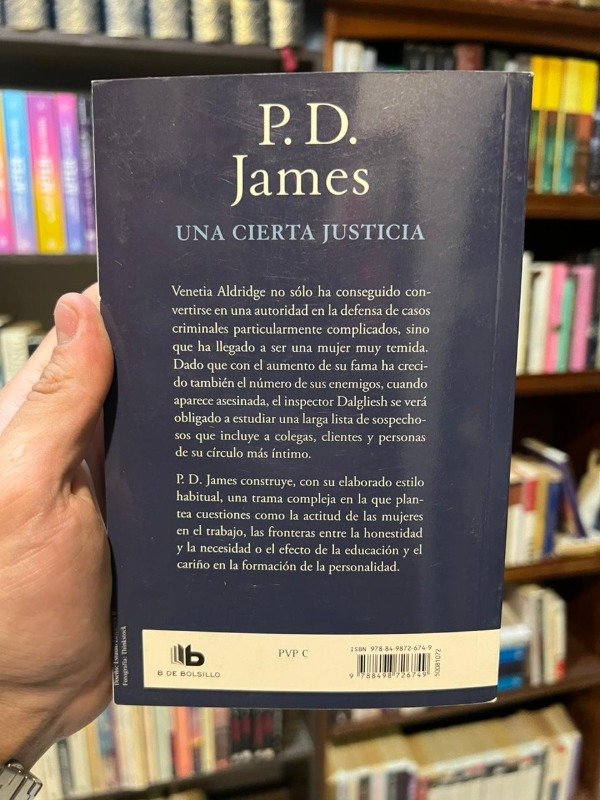 P. D.
James
UNA CIERTA JUSTICIA
Venetia Aldridge no sólo ha conseguido con-
vertirse en una autoridad en la defensa de casos
criminales particularmente complicados, sino
que ha llegado a ser una mujer muy temida.
Dado que con el aumento de su fama ha creci-
do también el número de sus enemigos, cuando
aparece asesinada, el inspector Dalgliesh se verá
obligado a estudiar una larga lista de sospecho-
sos que incluye a colegas, clientes y personas
de su círculo más íntimo.
P. D. James construye, con su elaborado estilo
habitual, una trama compleja en la que plan-
tea cuestiones como la actitud de las mujeres
en el trabajo, las fronteras entre la honestidad
y la necesidad o el efecto de la educación y el
cariño en la formación de la personalidad.
Fotografía: Thinkstock
b
B DE BOLSILLO
PVP C
ISBN 978-84-9872-674-9
9 788498 726749
50381072